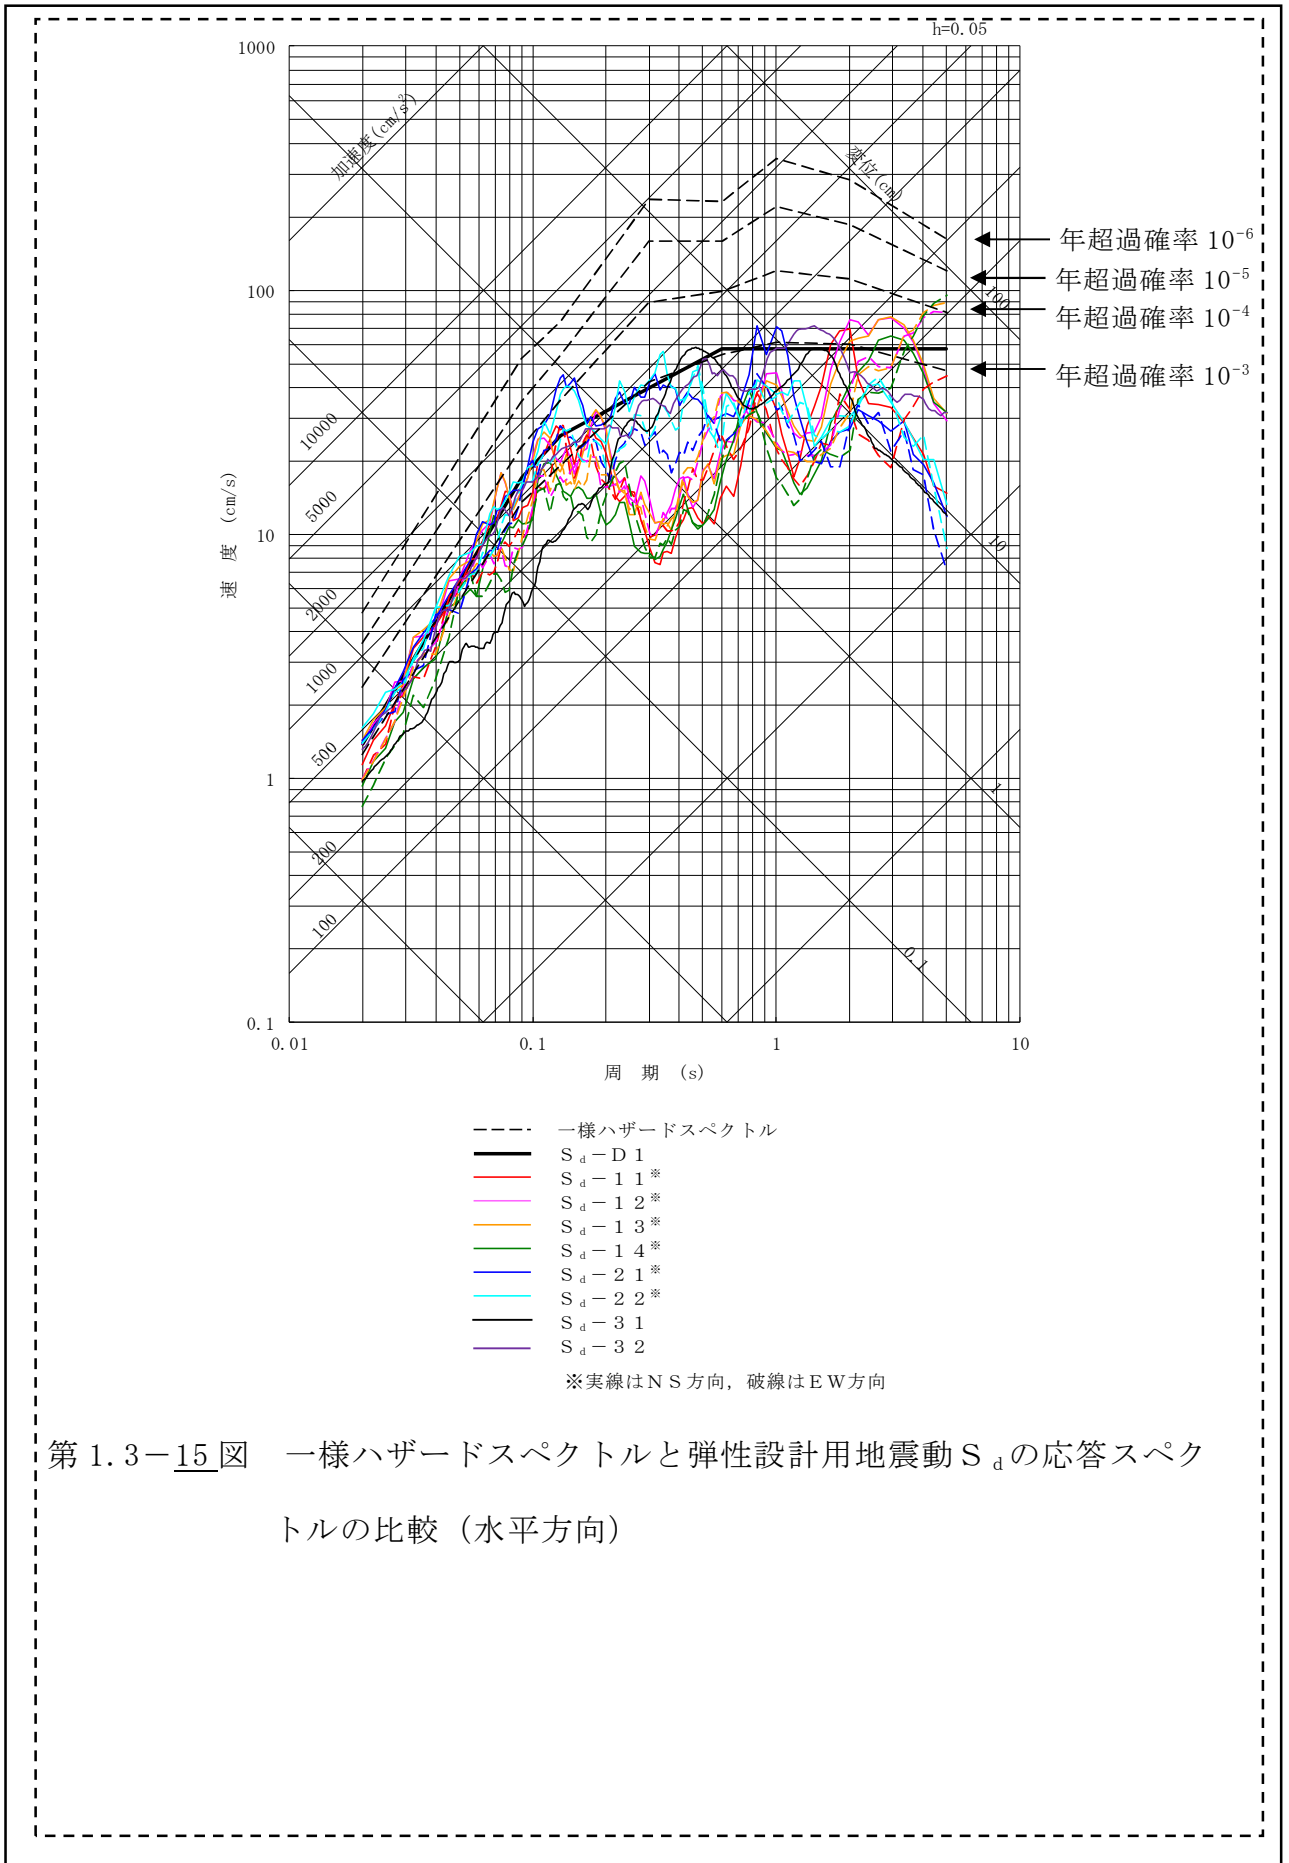 h=0.05
1000
100
10
1
0.1
速 度 (cm/s)
加速度(cm/s²)
変位(cm)
10000
5000
2000
1000
500
200
100
100
10
1
0.1
年超過確率 10⁻⁶
年超過確率 10⁻⁵
年超過確率 10⁻⁴
年超過確率 10⁻³
0.01 0.1 1 10
周 期 (s)
一様ハザードスペクトル
Ｓd－Ｄ１
Ｓd－１１※
Ｓd－１２※
Ｓd－１３※
Ｓd－１４※
Ｓd－２１※
Ｓd－２２※
Ｓd－３１
Ｓd－３２
※実線はＮＳ方向，破線はＥＷ方向
第 1.3－15 図　一様ハザードスペクトルと弾性設計用地震動Ｓdの応答スペク
トルの比較（水平方向）